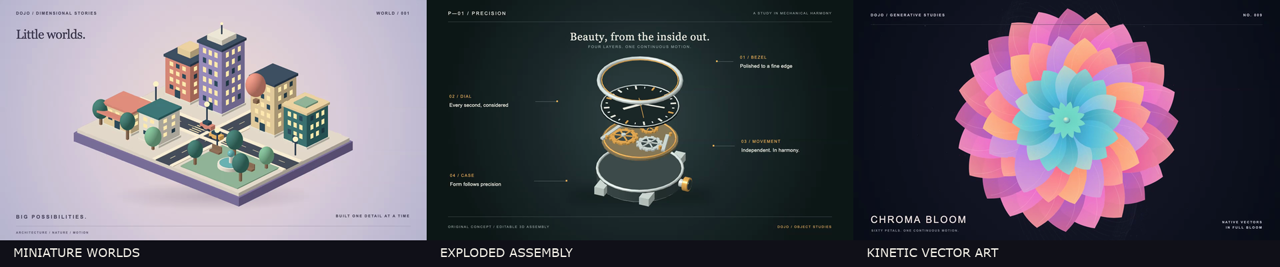 DOJO / DIMENSIONAL STORIES
WORLD / 001
Little worlds.
BIG POSSIBILITIES.
BUILT ONE DETAIL AT A TIME
ARCHITECTURE / NATURE / MOTION
MINIATURE WORLDS
P—01 / PRECISION
A STUDY IN MECHANICAL HARMONY
Beauty, from the inside out.
FOUR LAYERS. ONE CONTINUOUS MOTION.
01 / BEZEL
Polished to a fine edge
02 / DIAL
Every second, considered
03 / MOVEMENT
Independent. In harmony.
04 / CASE
Form follows precision
ORIGINAL CONCEPT / EDITABLE 3D ASSEMBLY
DOJO / OBJECT STUDIES
EXPLODED ASSEMBLY
DOJO / GENERATIVE STUDIES
NO. 009
CHROMA BLOOM
SIXTY PETALS. ONE CONTINUOUS MOTION.
NATIVE VECTORS
IN FULL BLOOM
KINETIC VECTOR ART